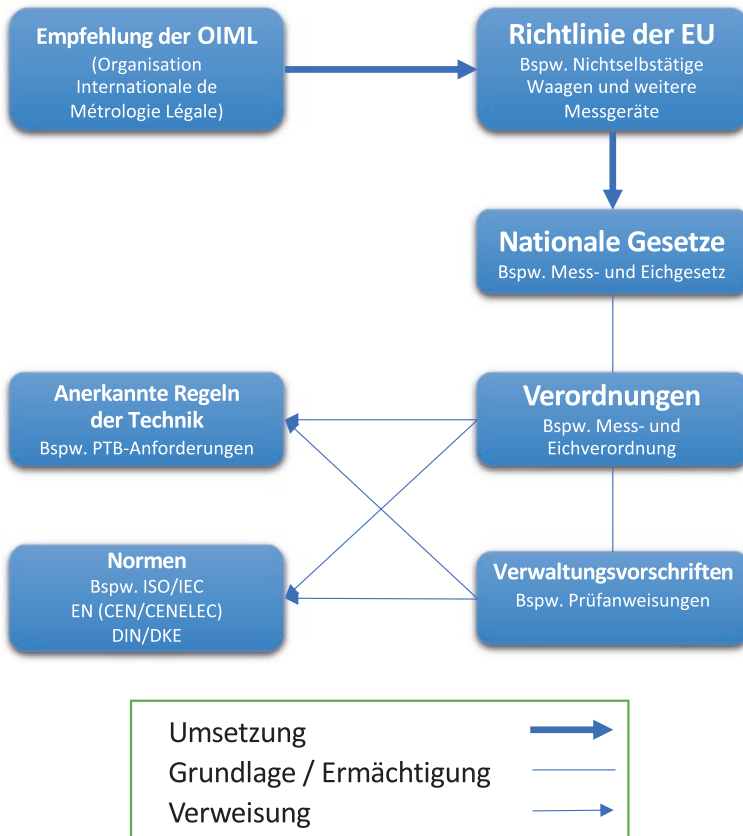 Empfehlung der OIML
(Organisation
Internationale de
Métrologie Légale)
Richtlinie der EU
Bspw. Nichtselbstätige
Waagen und weitere
Messgeräte
Nationale Gesetze
Bspw. Mess- und Eichgesetz
Anerkannte Regeln
der Technik
Bspw. PTB-Anforderungen
Verordnungen
Bspw. Mess- und
Eichverordnung
Normen
Bspw. ISO/IEC
EN (CEN/CENELEC)
DIN/DKE
Verwaltungsvorschriften
Bspw. Prüfanweisungen
Umsetzung
Grundlage / Ermächtigung
Verweisung